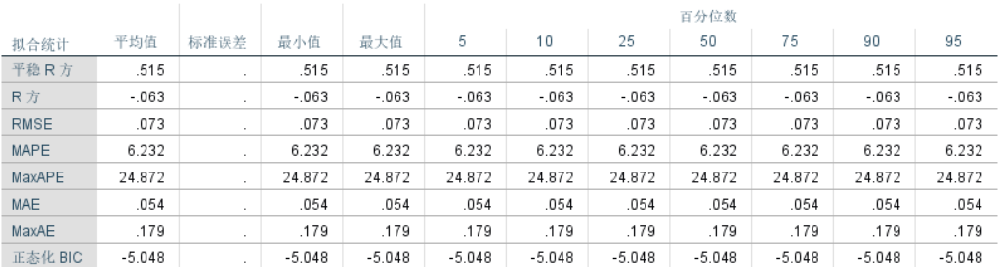 百分位数
拟合统计 平均值 标准误差 最小值 最大值 5 10 25 50 75 90 95
平稳 R 方 .515 . .515 .515 .515 .515 .515 .515 .515 .515 .515
R 方 -.063 . -.063 -.063 -.063 -.063 -.063 -.063 -.063 -.063 -.063
RMSE .073 . .073 .073 .073 .073 .073 .073 .073 .073 .073
MAPE 6.232 . 6.232 6.232 6.232 6.232 6.232 6.232 6.232 6.232 6.232
MaxAPE 24.872 . 24.872 24.872 24.872 24.872 24.872 24.872 24.872 24.872 24.872
MAE .054 . .054 .054 .054 .054 .054 .054 .054 .054 .054
MaxAE .179 . .179 .179 .179 .179 .179 .179 .179 .179 .179
正态化 BIC -5.048 . -5.048 -5.048 -5.048 -5.048 -5.048 -5.048 -5.048 -5.048 -5.048